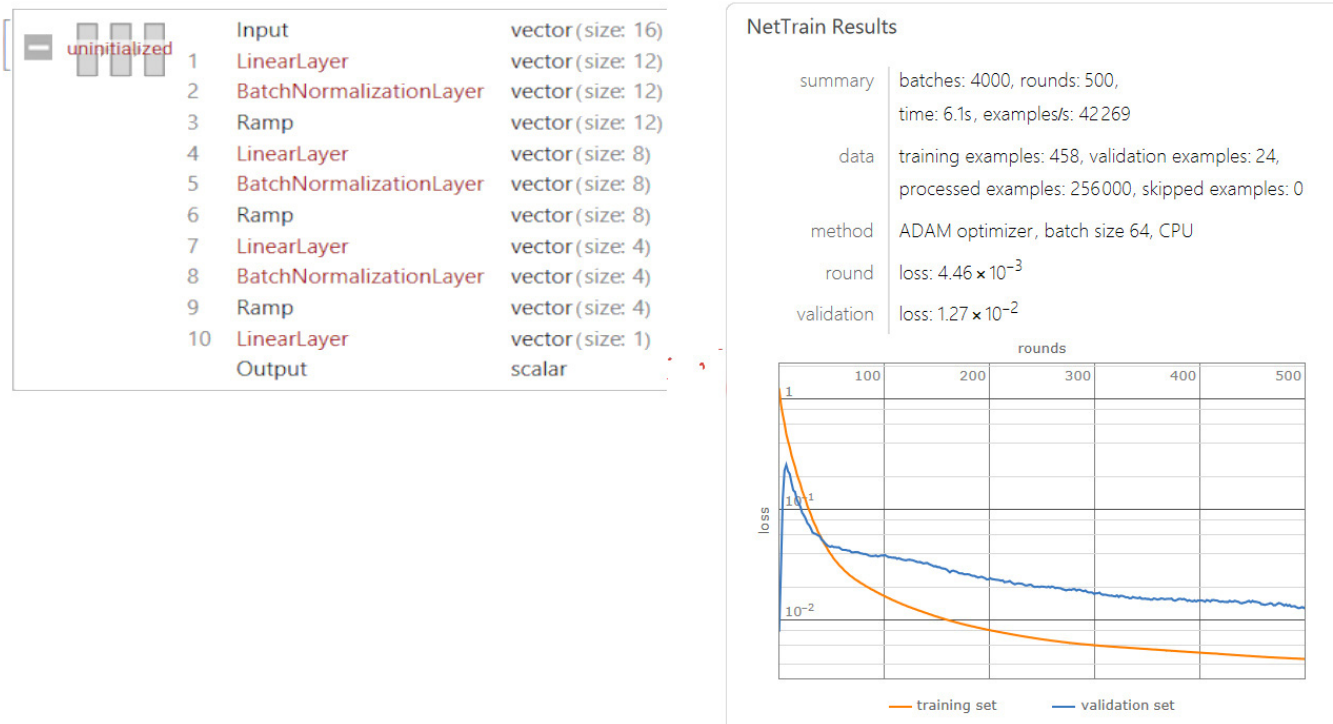 uninitialized
Input vector(size: 16)
1 LinearLayer vector(size: 12)
2 BatchNormalizationLayer vector(size: 12)
3 Ramp vector(size: 12)
4 LinearLayer vector(size: 8)
5 BatchNormalizationLayer vector(size: 8)
6 Ramp vector(size: 8)
7 LinearLayer vector(size: 4)
8 BatchNormalizationLayer vector(size: 4)
9 Ramp vector(size: 4)
10 LinearLayer vector(size: 1)
Output scalar
NetTrain Results
summary batches: 4000, rounds: 500,
time: 6.1s, examples/s: 42269
data training examples: 458, validation examples: 24,
processed examples: 256000, skipped examples: 0
method ADAM optimizer, batch size 64, CPU
round loss: 4.46 × 10⁻³
validation loss: 1.27 × 10⁻²
rounds
100 200 300 400 500
1
10⁻¹
loss
10⁻²
training set validation set